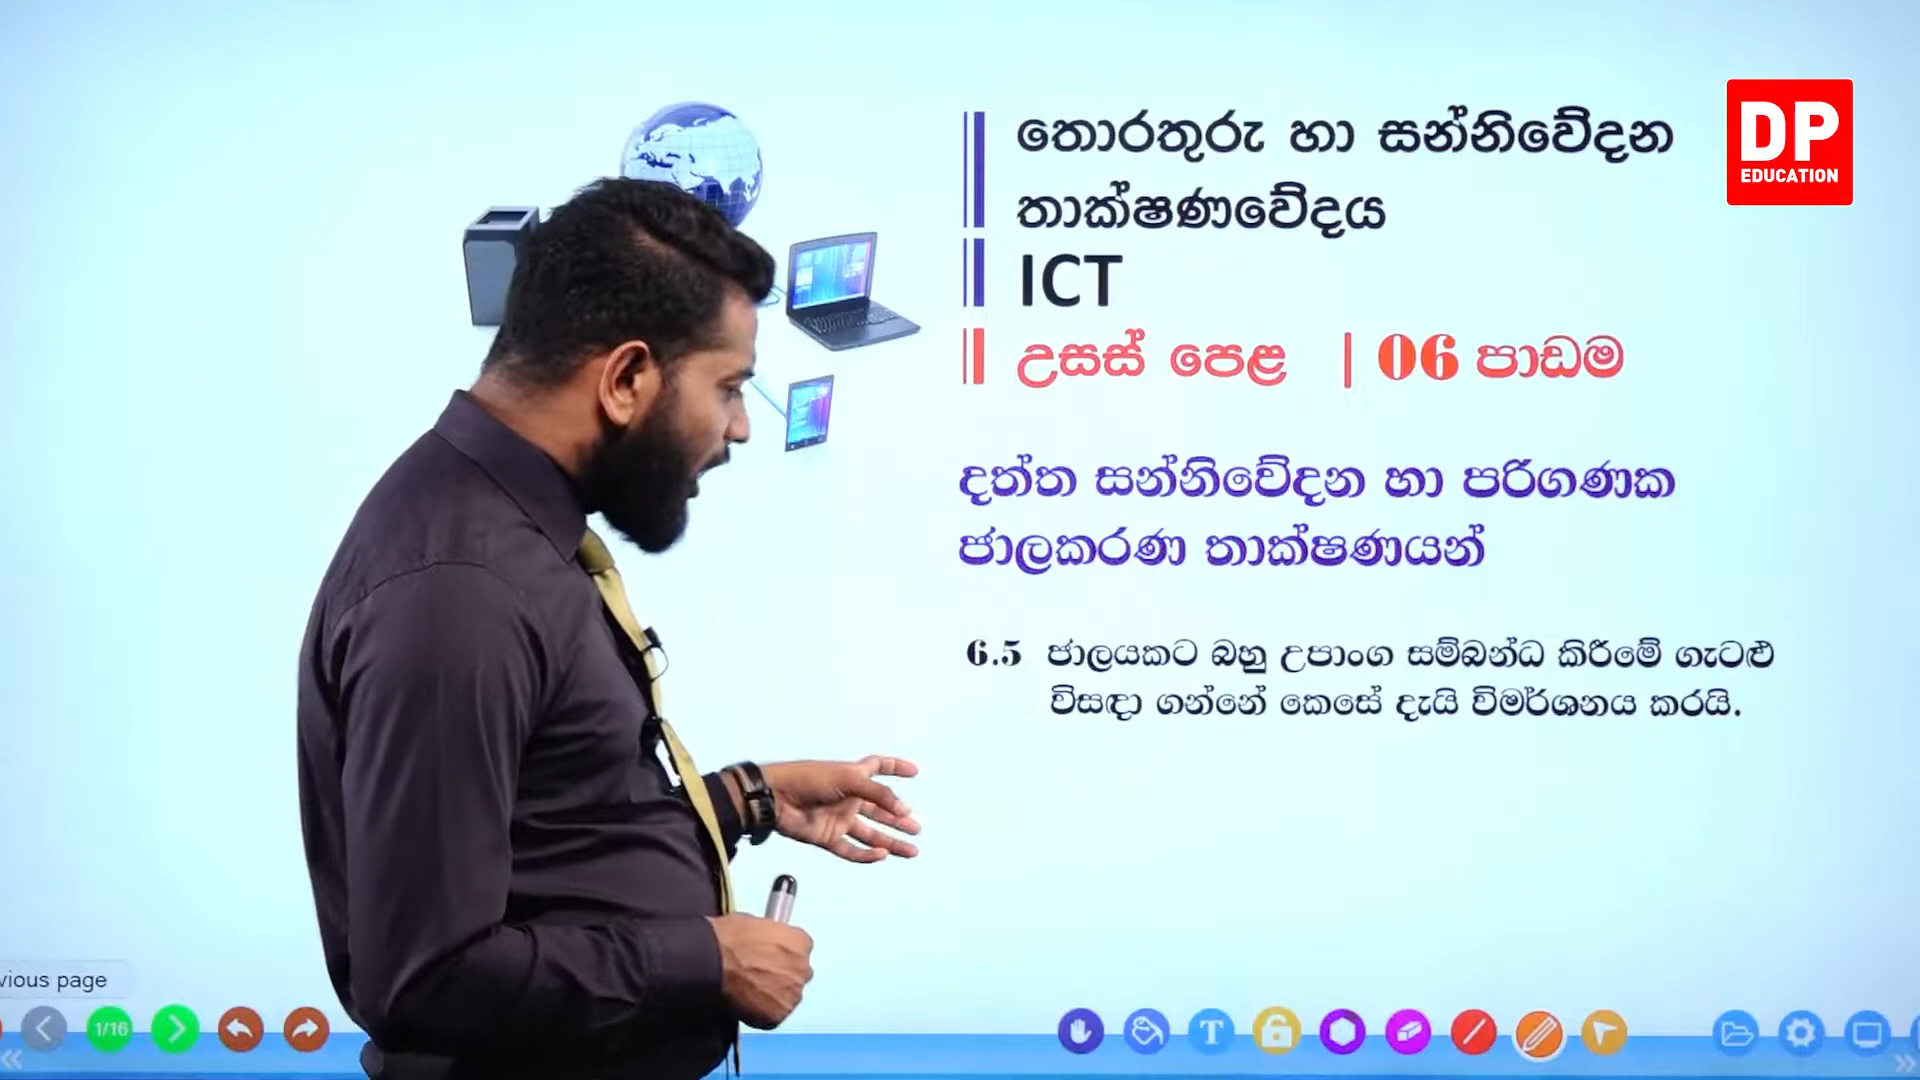 DP
EDUCATION
තොරතුරු හා සන්නිවේදන
තාක්ෂණවේදය
ICT
උසස් පෙළ | 06 පාඩම
දත්ත සන්නිවේදන හා පරිගණක
ජාලකරණ තාක්ෂණයන්
6.5 ජාලයකට බහු උපාංග සම්බන්ධ කිරීමේ ගැටළු
විසඳා ගන්නේ කෙසේ දැයි විමර්ශනය කරයි.
vious page
1/16
T